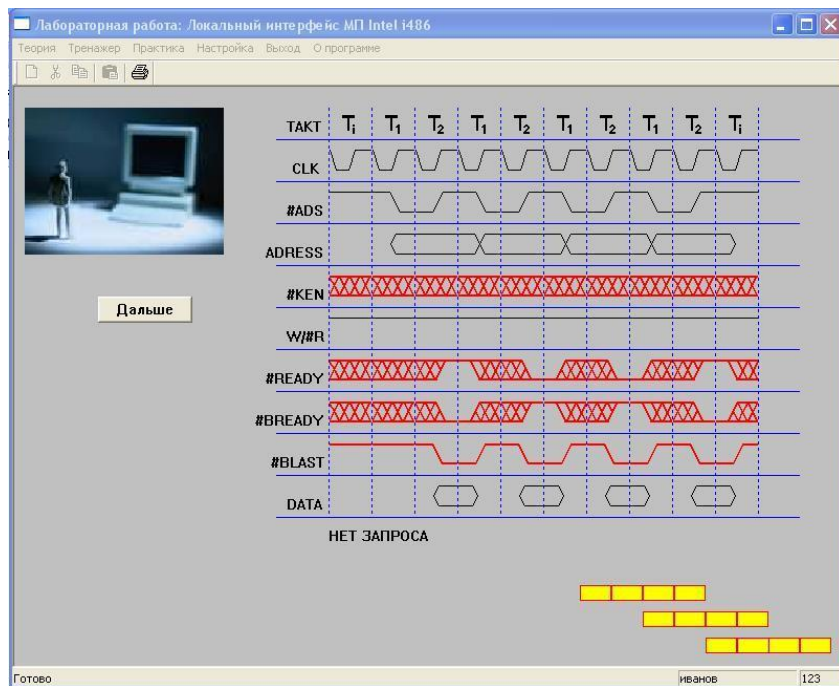 Лабораторная работа: Локальный интерфейс МП Intel i486
Теория Тренажер Практика Настройка Выход О программе
ТАКТ Ti T1 T2 T1 T2 T1 T2 T1 T2 Ti
CLK
#ADS
ADRESS
#KEN
Дальше
W/#R
#READY
#BREADY
#BLAST
DATA
НЕТ ЗАПРОСА
Готово иванов 123